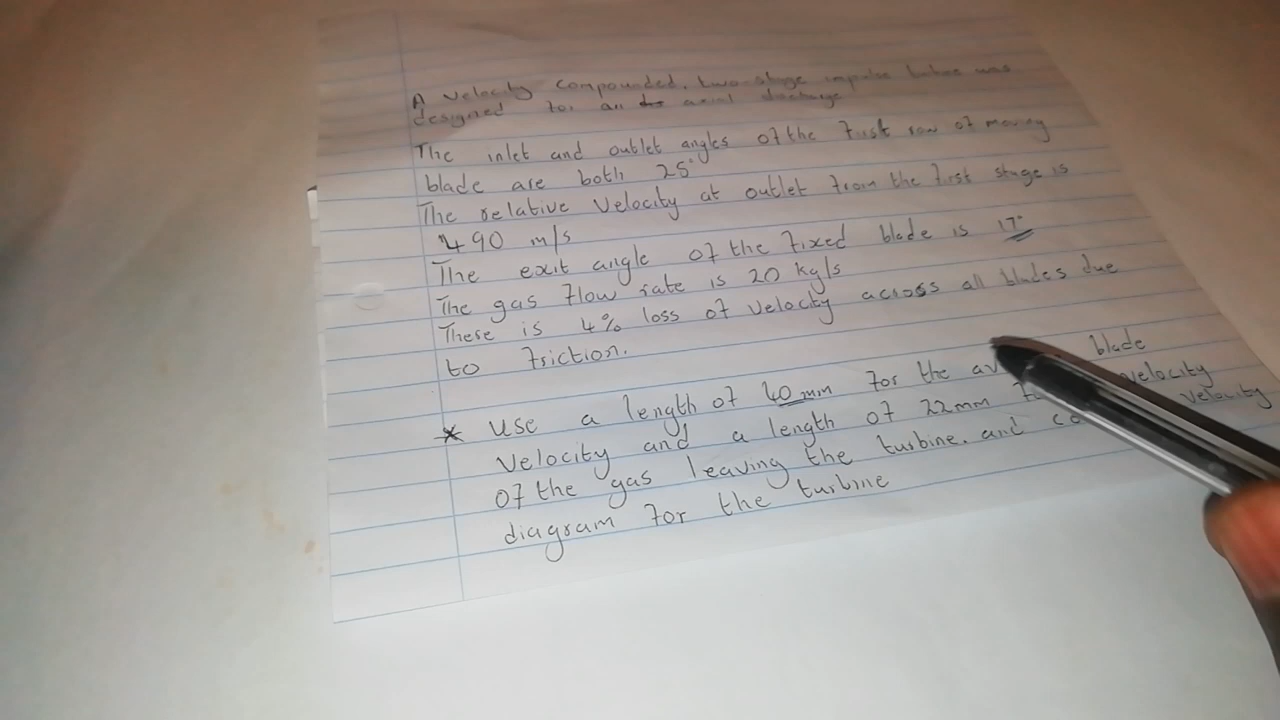 A velocity compounded. two-stage impulse turbine was
designed for an axial discharge
The inlet and outlet angles of the first row of moving
blade are both 25°
The relative Velocity at outlet from the first stage is
490 m/s
The exit angle of the fixed blade is 17°
The gas flow rate is 20 kg/s
There is 4% loss of velocity across all blades due
to friction.
* use a length of 40 mm for the blade
velocity and a length of 22mm velocity
of the gas leaving the turbine. and velocity
diagram for the turbine